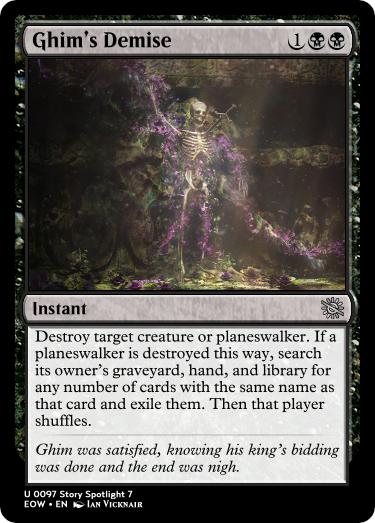 Ghim's Demise 1
Instant
Destroy target creature or planeswalker. If a
planeswalker is destroyed this way, search
its owner's graveyard, hand, and library for
any number of cards with the same name as
that card and exile them. Then that player
shuffles.
Ghim was satisfied, knowing his king's bidding
was done and the end was nigh.
U 0097 Story Spotlight 7
EOW • EN Ian Vicknair